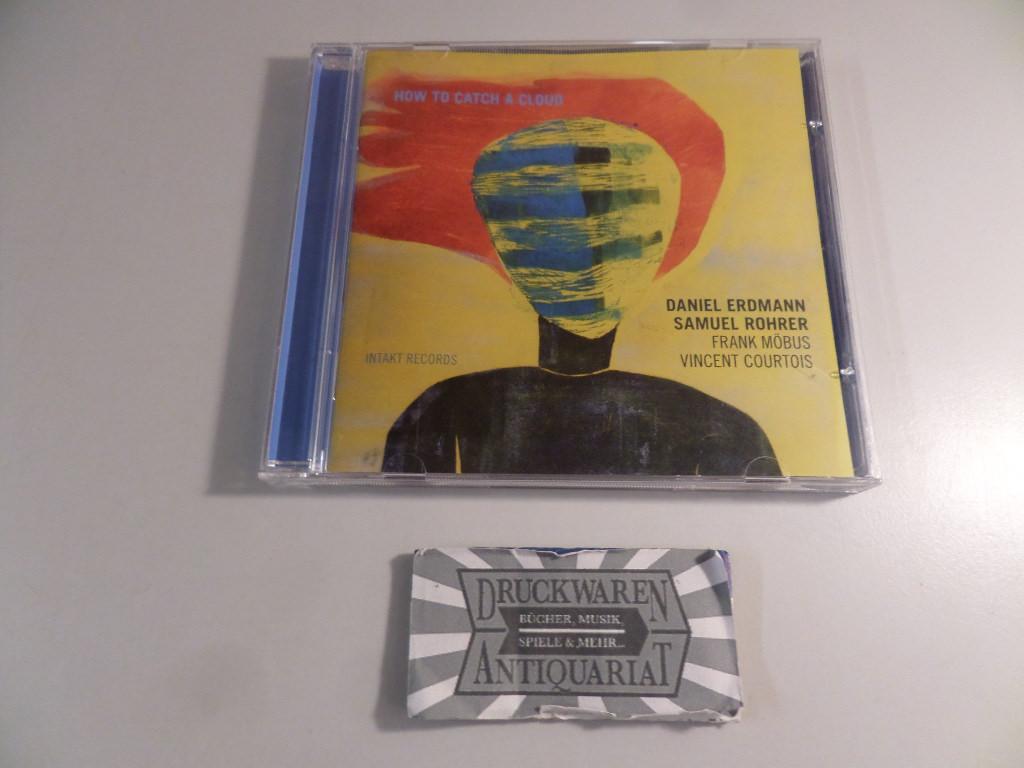 HOW TO CATCH A CLOUD
DANIEL ERDMANN
SAMUEL ROHRER
FRANK MÖBUS
VINCENT COURTOIS
INTAKT RECORDS
DRUCKWAREN
BÜCHER, MUSIK,
SPIELE & MEHR...
ANTIQUARIAT